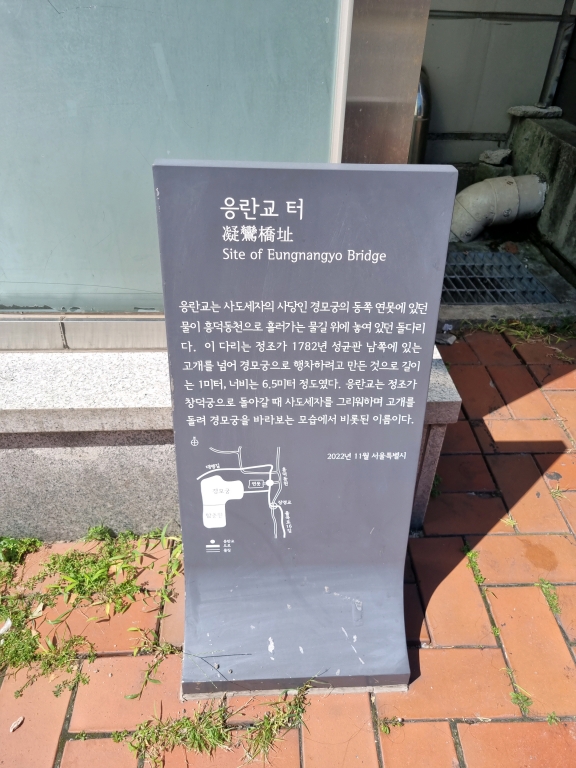 응란교 터
凝鸞橋址
Site of Eungnangyo Bridge
응란교는 사도세자의 사당인 경모궁의 동쪽 연못에 있던
물이 흥덕동천으로 흘러가는 물길 위에 놓여 있던 돌다리
다. 이 다리는 정조가 1782년 성균관 남쪽에 있는
고개를 넘어 경모궁으로 행차하려고 만든 것으로 길이
는 1미터, 너비는 6.5미터 정도였다. 응란교는 정조가
창덕궁으로 돌아갈 때 사도세자를 그리워하며 고개를
돌려 경모궁을 바라보는 모습에서 비롯된 이름이다.
2022년 11월 서울특별시
대명길
연못
경모궁
응란교